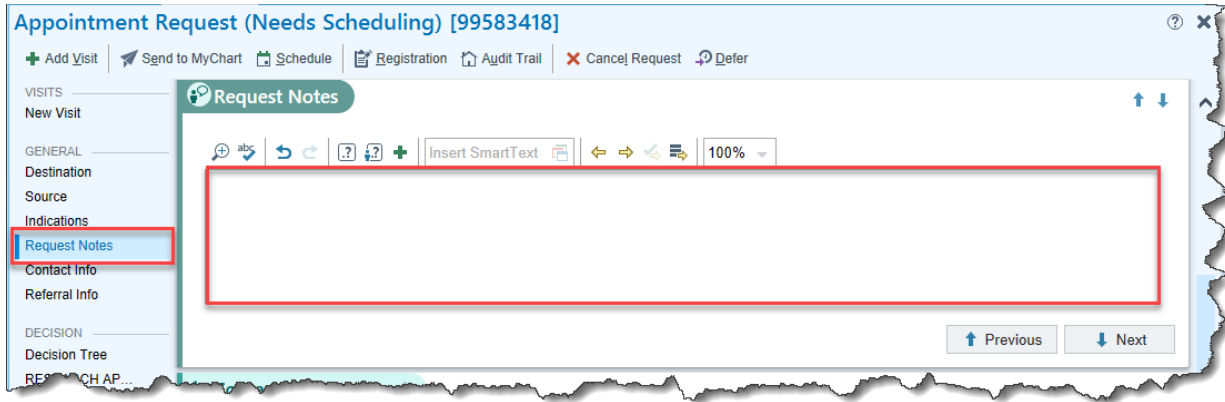 Appointment Request (Needs Scheduling) [99583418]
Add Visit Send to MyChart Schedule Registration Audit Trail Cancel Request Defer
VISITS
New Visit
GENERAL
Destination
Source
Indications
Request Notes
Contact Info
Referral Info
DECISION
Decision Tree
Request Notes
abc Insert SmartText 100%
Previous Next